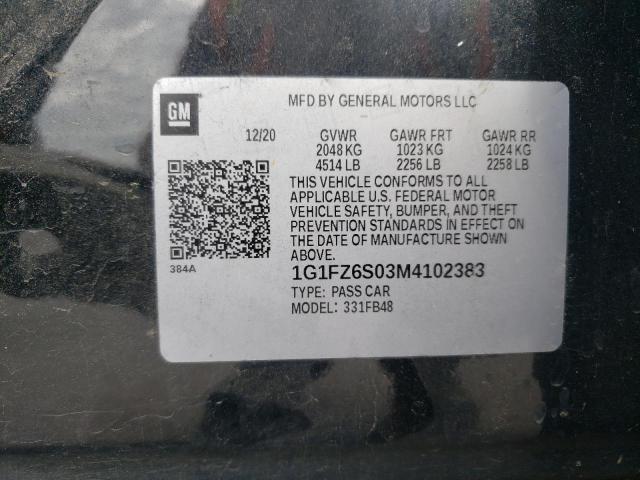 GM
MFD BY GENERAL MOTORS LLC
12/20 GVWR GAWR FRT GAWR RR
2048 KG 1023 KG 1024 KG
4514 LB 2256 LB 2258 LB
THIS VEHICLE CONFORMS TO ALL
APPLICABLE U.S. FEDERAL MOTOR
VEHICLE SAFETY, BUMPER, AND THEFT
PREVENTION STANDARDS IN EFFECT ON
THE DATE OF MANUFACTURE SHOWN
ABOVE.
384A
1G1FZ6S03M4102383
TYPE: PASS CAR
MODEL: 331FB48